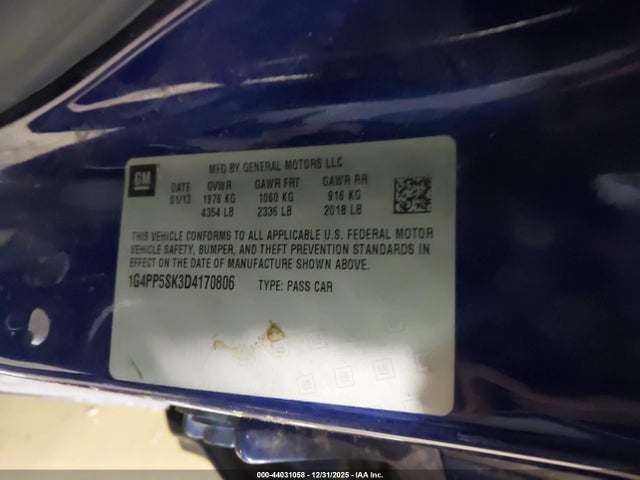 GM
MFD BY GENERAL MOTORS LLC
DATE GVWR GAWR FRT GAWR RR
01/13 1976 KG 1060 KG 916 KG
4354 LB 2336 LB 2018 LB
THIS VEHICLE CONFORMS TO ALL APPLICABLE U.S. FEDERAL MOTOR
VEHICLE SAFETY, BUMPER, AND THEFT PREVENTION STANDARDS IN
EFFECT ON THE DATE OF MANUFACTURE SHOWN ABOVE.
1G4PP5SK3D4170806 TYPE: PASS CAR
000-44031058 - 12/31/2025 - IAA Inc.